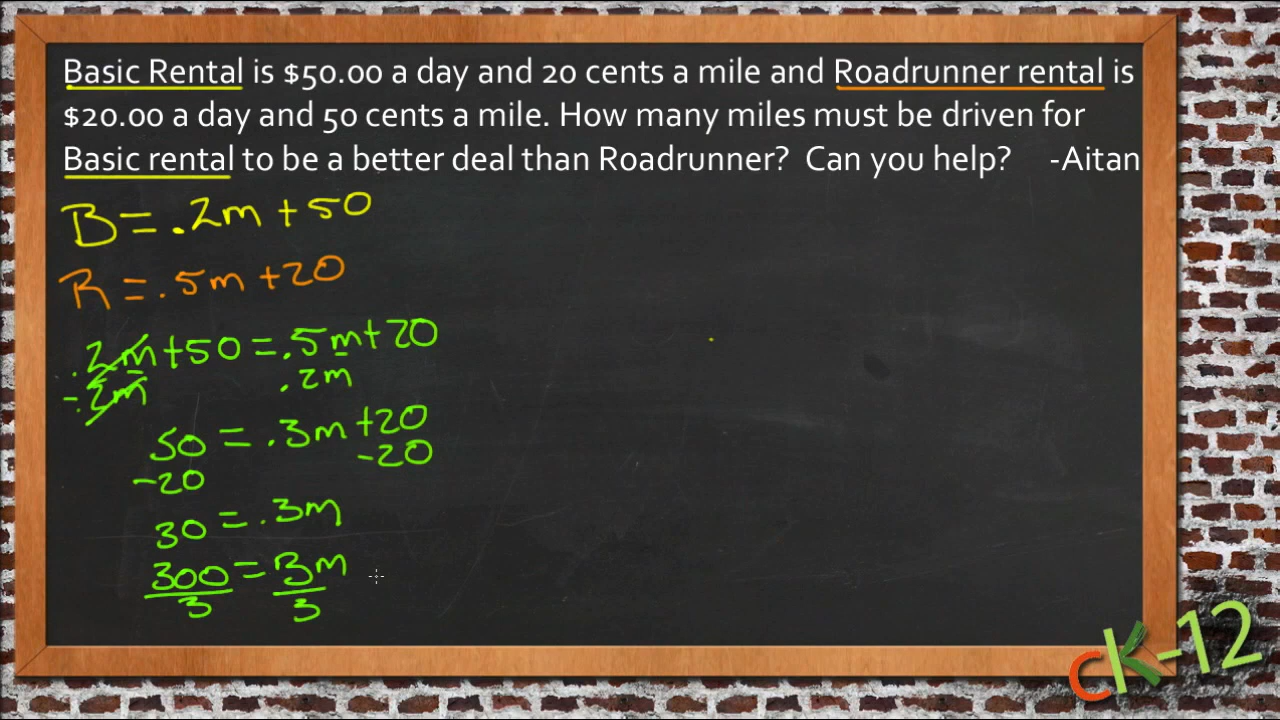 Basic Rental is $50.00 a day and 20 cents a mile and Roadrunner rental is
$20.00 a day and 50 cents a mile. How many miles must be driven for
Basic rental to be a better deal than Roadrunner? Can you help? -Aitan
B = .2m + 50
R = .5m + 20
.2m + 50 = .5m + 20
-.2m .2m
50 = .3m + 20
-20 -20
30 = .3m
300 = 3m
3 3
CK-12